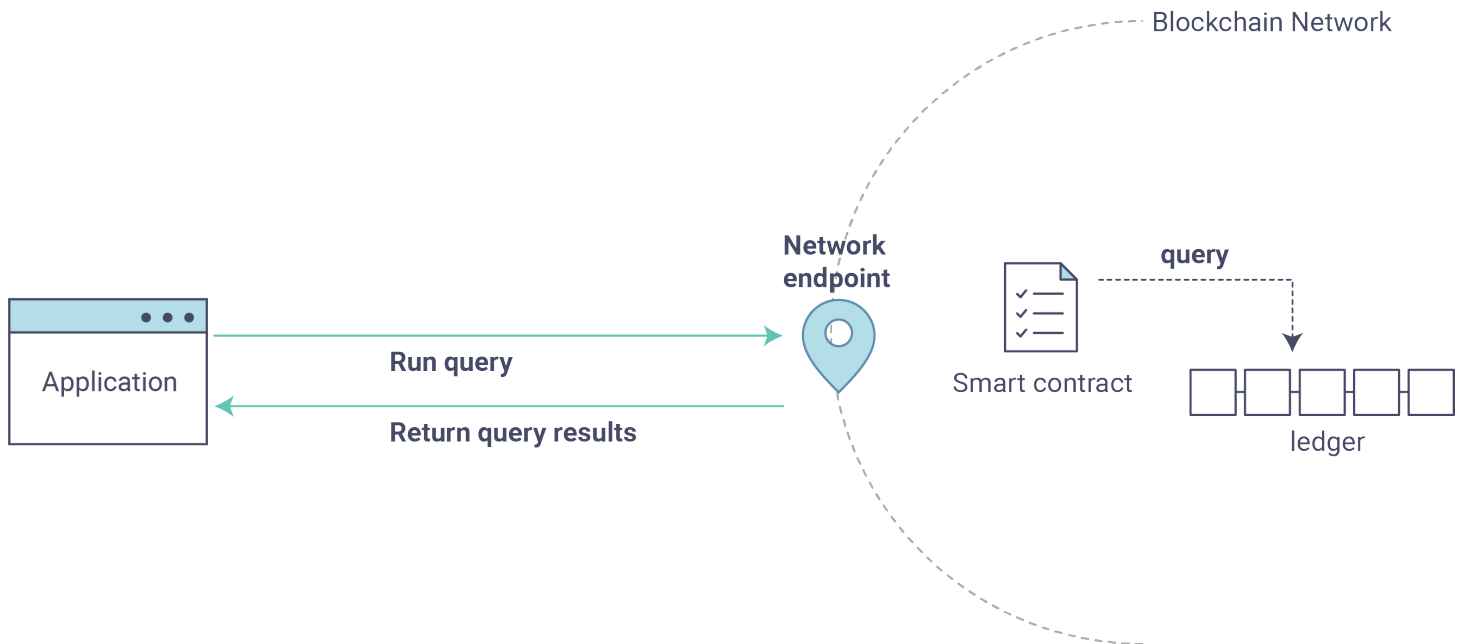 Blockchain Network
Network
endpoint
query
Run query
Application
Smart contract
Return query results
ledger